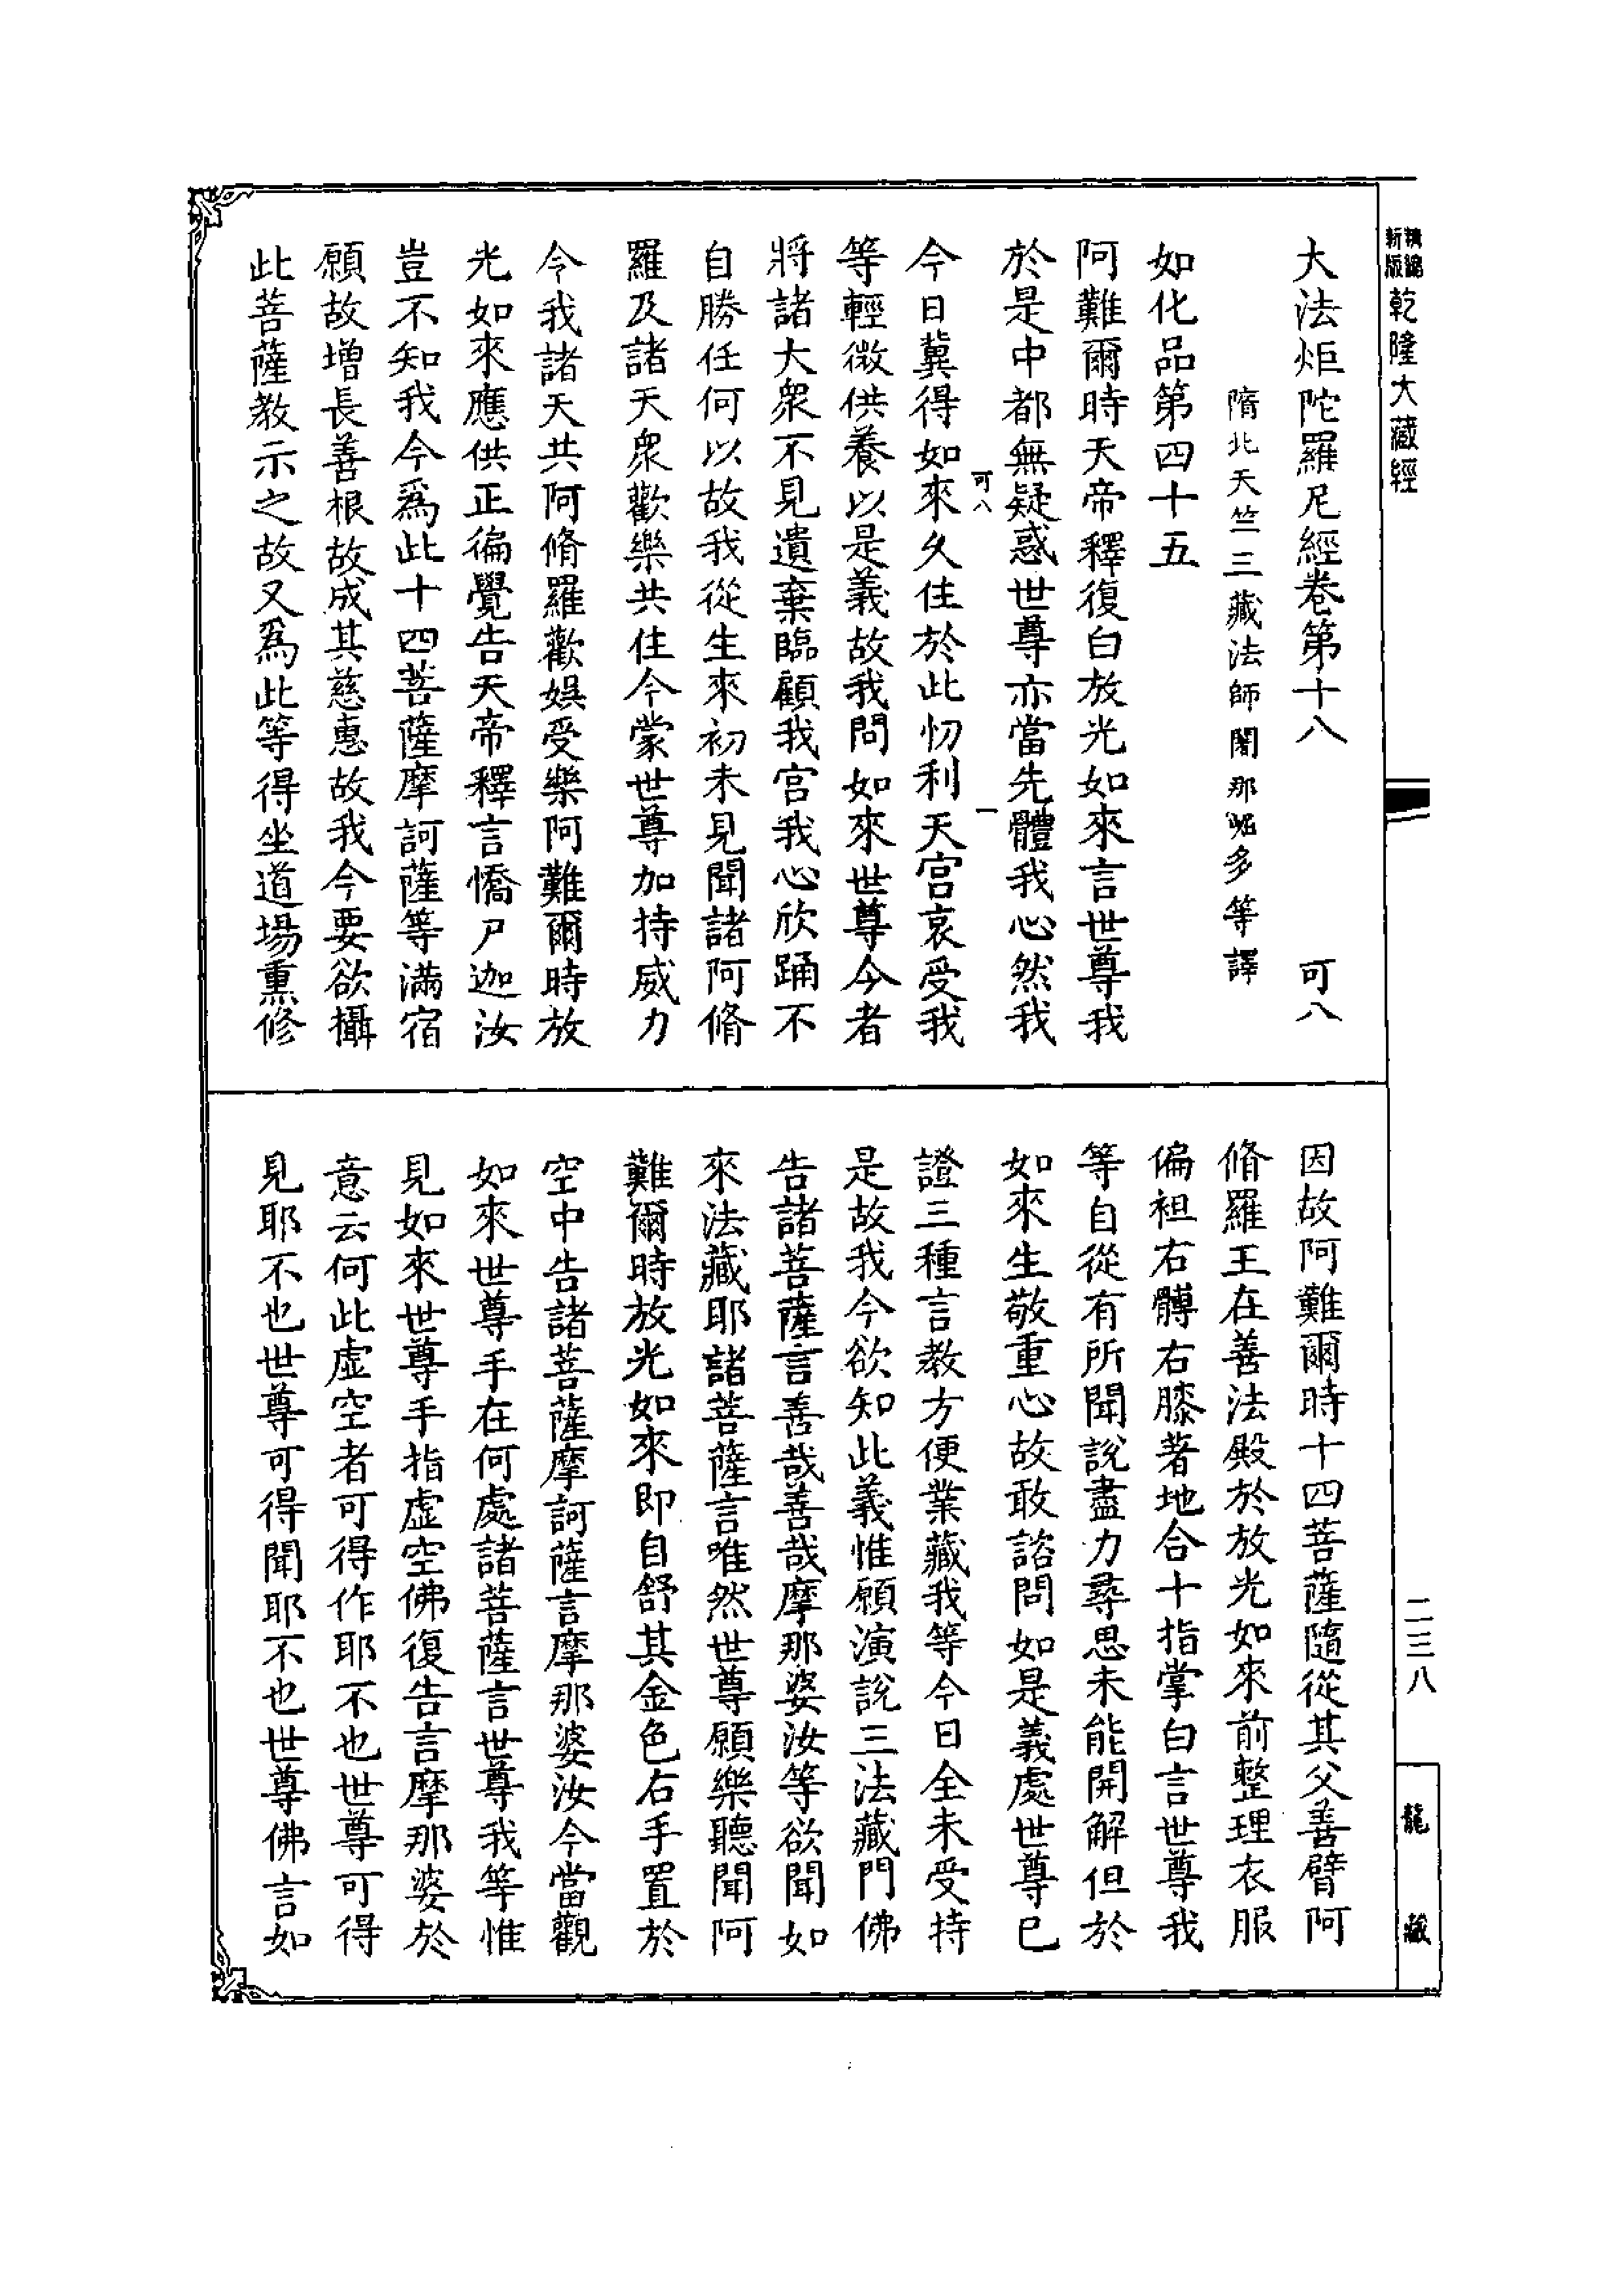 精縮新版 乾隆大藏經
大法炬陀羅尼經卷第十八 可八
隋北天竺三藏法師闍那崛多等譯
如化品第四十五
阿難爾時天帝釋復白放光如來言世尊我
於是中都無疑惑世尊亦當先體我心然我
可八 一
今日冀得如來久住於此忉利天宮哀受我
等輕微供養以是義故我問如來世尊今者
將諸大衆不見遺棄臨顧我宮我心欣踊不
自勝任何以故我從生來初未見聞諸阿脩
羅及諸天衆歡樂共住今蒙世尊加持威力
今我諸天共阿脩羅歡娛受樂阿難爾時放
光如來應供正徧覺告天帝釋言憍尸迦汝
豈不知我今爲此十四菩薩摩訶薩等滿宿
願故增長善根故成其慈惠故我今要欲攝
此菩薩教示之故又爲此等得坐道場熏修
因故阿難爾時十四菩薩隨從其父善臂阿
脩羅王在善法殿於放光如來前整理衣服
偏袒右髆右膝著地合十指掌白言世尊我
等自從有所聞說盡力尋思未能開解但於
如來生敬重心故敢諮問如是義處世尊已
證三種言教方便業藏我等今日全未受持
是故我今欲知此義惟願演說三法藏門佛
告諸菩薩言善哉善哉摩那婆汝等欲聞如
來法藏耶諸菩薩言唯然世尊願樂聽聞阿
難爾時放光如來即自舒其金色右手置於
空中告諸菩薩摩訶薩言摩那婆汝今當觀
如來世尊手在何處諸菩薩言世尊我等惟
見如來世尊手指虛空佛復告言摩那婆於
意云何此虛空者可得作耶不也世尊可得
見耶不也世尊可得聞耶不也世尊佛言如
二三八
龍藏